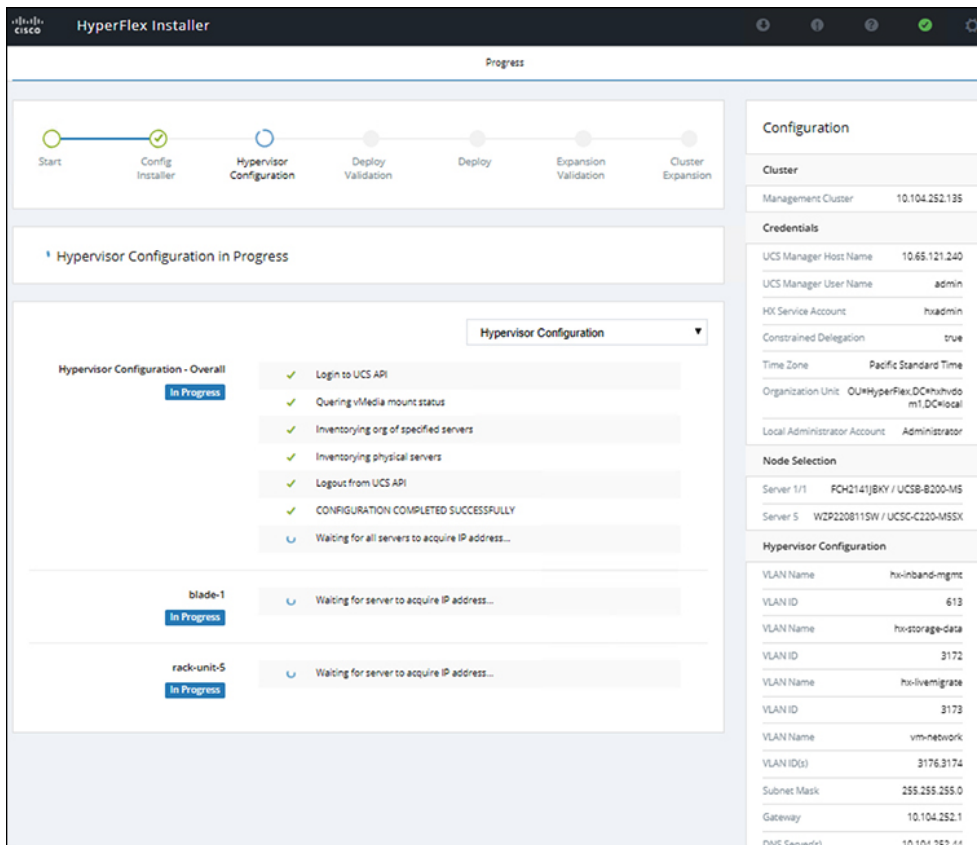 cisco
HyperFlex Installer
Progress
Start
Config
Installer
Hypervisor
Configuration
Deploy
Validation
Deploy
Expansion
Validation
Cluster
Expansion
Hypervisor Configuration in Progress
Hypervisor Configuration
Hypervisor Configuration - Overall
In Progress
Login to UCS API
Quering vMedia mount status
Inventorying org of specified servers
Inventorying physical servers
Logout from UCS API
CONFIGURATION COMPLETED SUCCESSFULLY
Waiting for all servers to acquire IP address...
blade-1
In Progress
Waiting for server to acquire IP address...
rack-unit-5
In Progress
Waiting for server to acquire IP address...
Configuration
Cluster
Management Cluster 10.104.252.135
Credentials
UCS Manager Host Name 10.65.121.240
UCS Manager User Name admin
HX Service Account hxadmin
Constrained Delegation true
Time Zone Pacific Standard Time
Organization Unit OU=HyperFlex,DC=hxhvdo
m1,DC=local
Local Administrator Account Administrator
Node Selection
Server 1/1 FCH2141JBKY / UCSB-B200-M5
Server 5 WZP220811SW / UCSC-C220-M5SX
Hypervisor Configuration
VLAN Name hx-inband-mgmt
VLAN ID 613
VLAN Name hx-storage-data
VLAN ID 3172
VLAN Name hx-livemigrate
VLAN ID 3173
VLAN Name vm-network
VLAN ID(s) 3176,3174
Subnet Mask 255.255.255.0
Gateway 10.104.252.1
DNS Server(s) 10.104.252.44